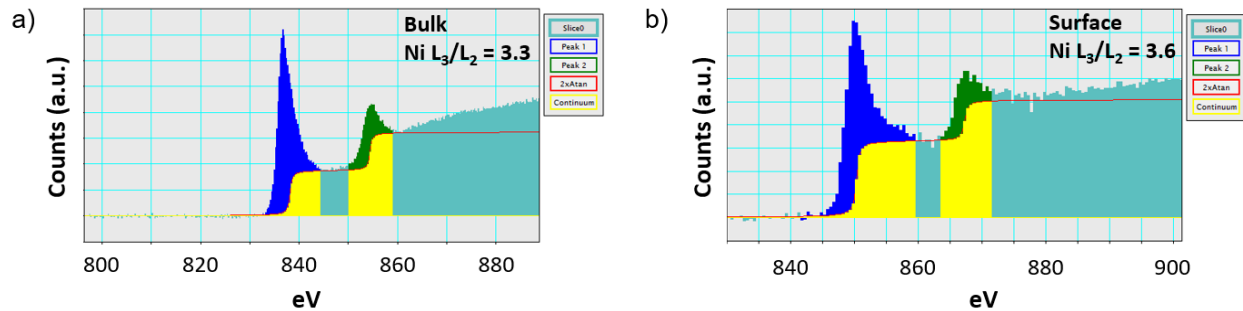 a)
Bulk
Ni L₃/L₂ = 3.3
Slice0
Peak 1
Peak 2
2xAtan
Continuum
Counts (a.u.)
800 820 840 860 880
eV
b)
Surface
Ni L₃/L₂ = 3.6
Slice0
Peak 1
Peak 2
2xAtan
Continuum
Counts (a.u.)
840 860 880 900
eV